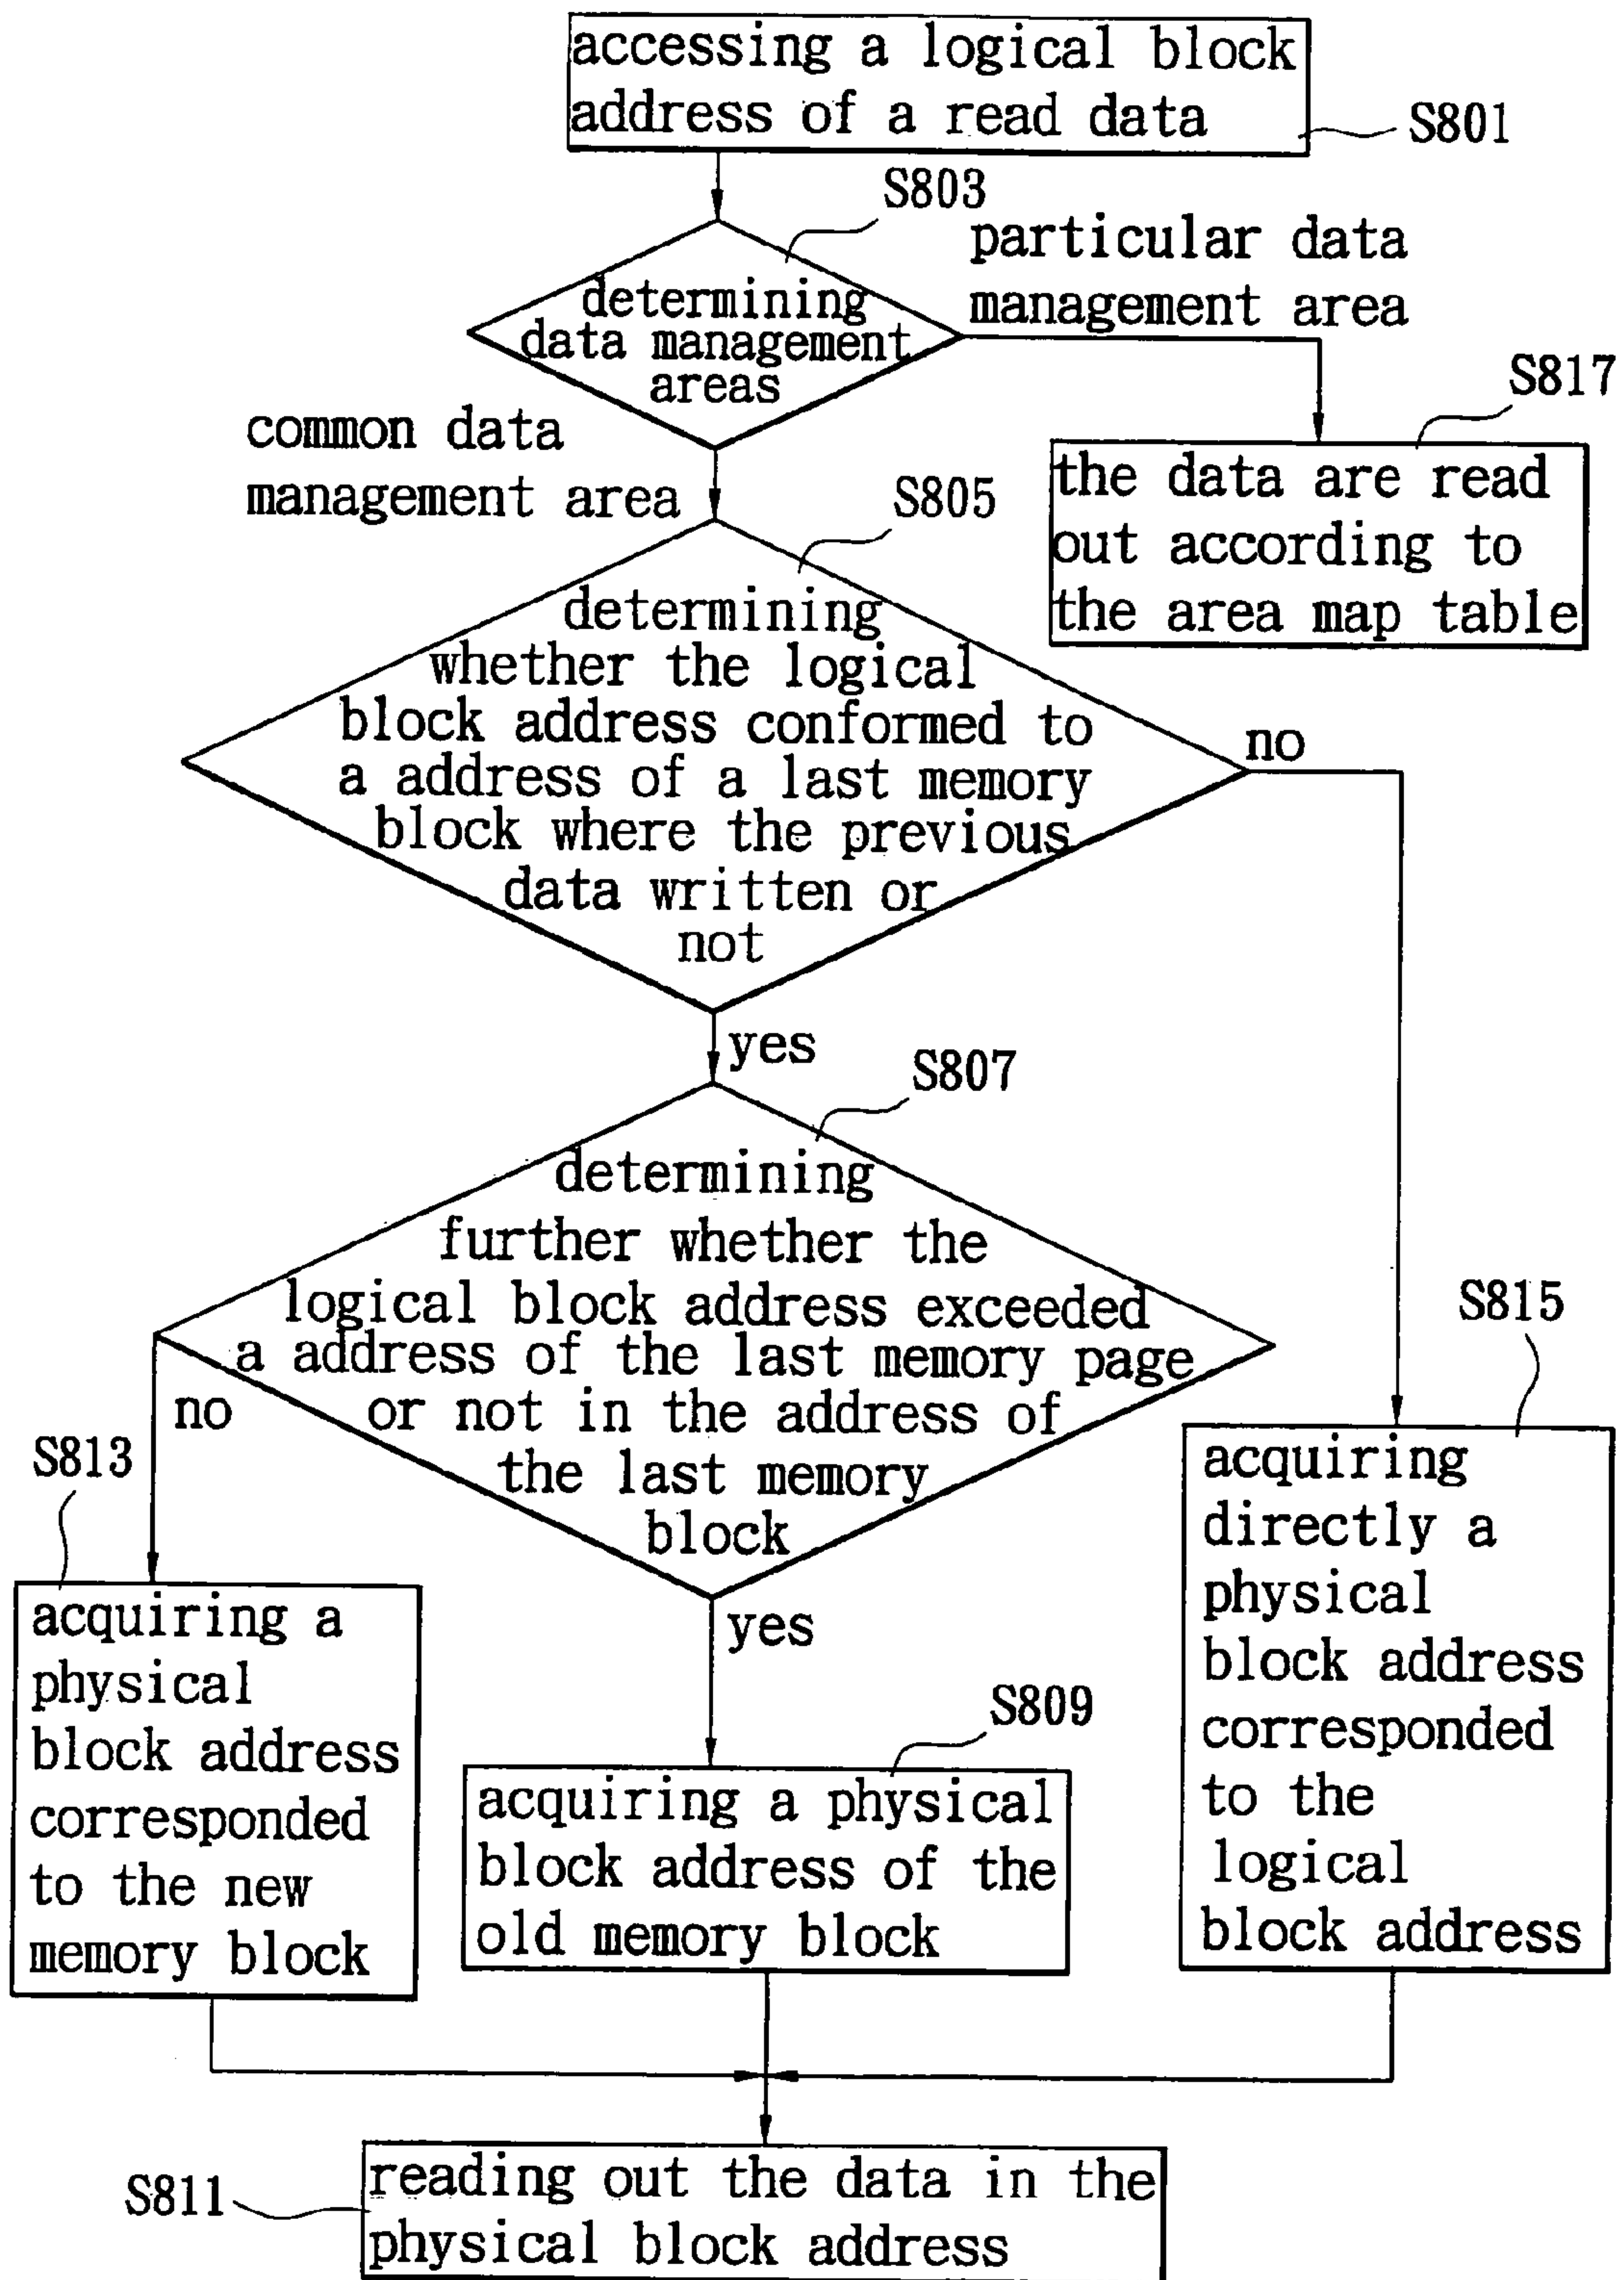 accessing a logical block
address of a read data
S801
S803
particular data
management area
determining
data management
areas
S817
the data are read
out according to
the area map table
common data
management area
S805
determining
whether the logical
block address conformed to
a address of a last memory
block where the previous
data written or
not
no
yes
S807
determining
further whether the
logical block address exceeded
a address of the last memory page
or not in the address of
the last memory
block
no
yes
S813
acquiring a
physical
block address
corresponded
to the new
memory block
S809
acquiring a physical
block address of the
old memory block
S815
acquiring
directly a
physical
block address
corresponded
to the
logical
block address
S811
reading out the data in the
physical block address